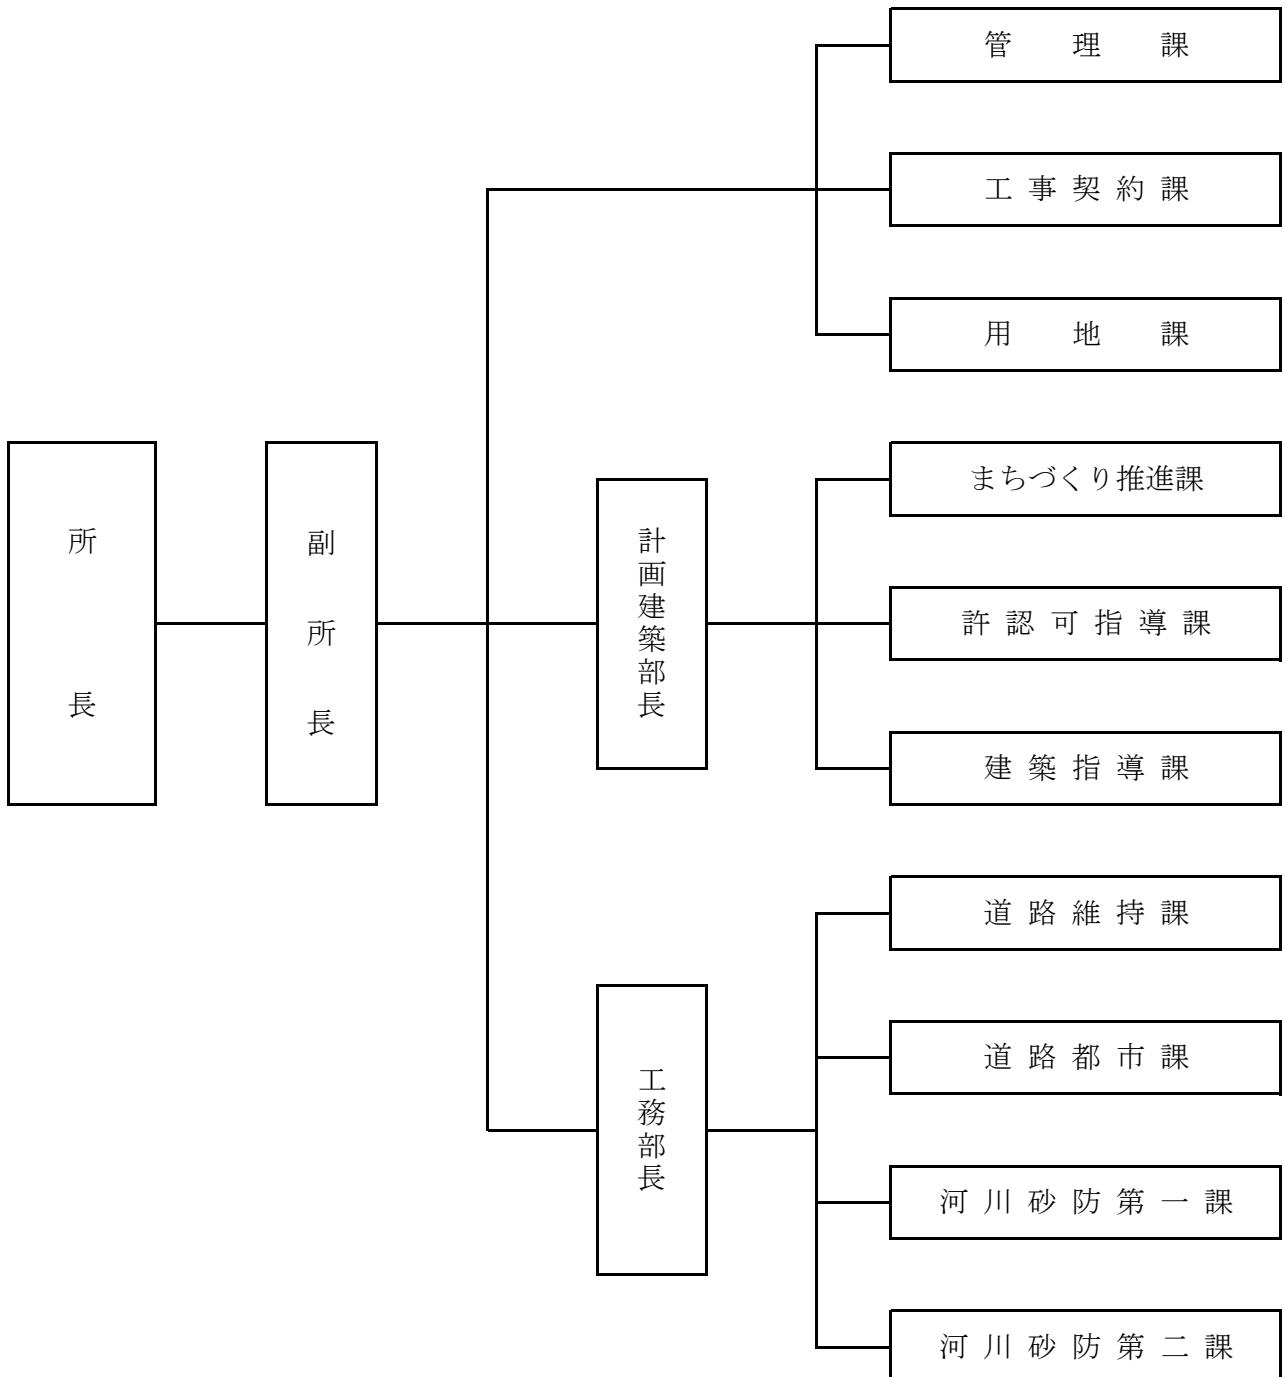 所長
副所長
管理課
工事契約課
用地課
計画建築部長
まちづくり推進課
許認可指導課
建築指導課
工務部長
道路維持課
道路都市課
河川砂防第一課
河川砂防第二課